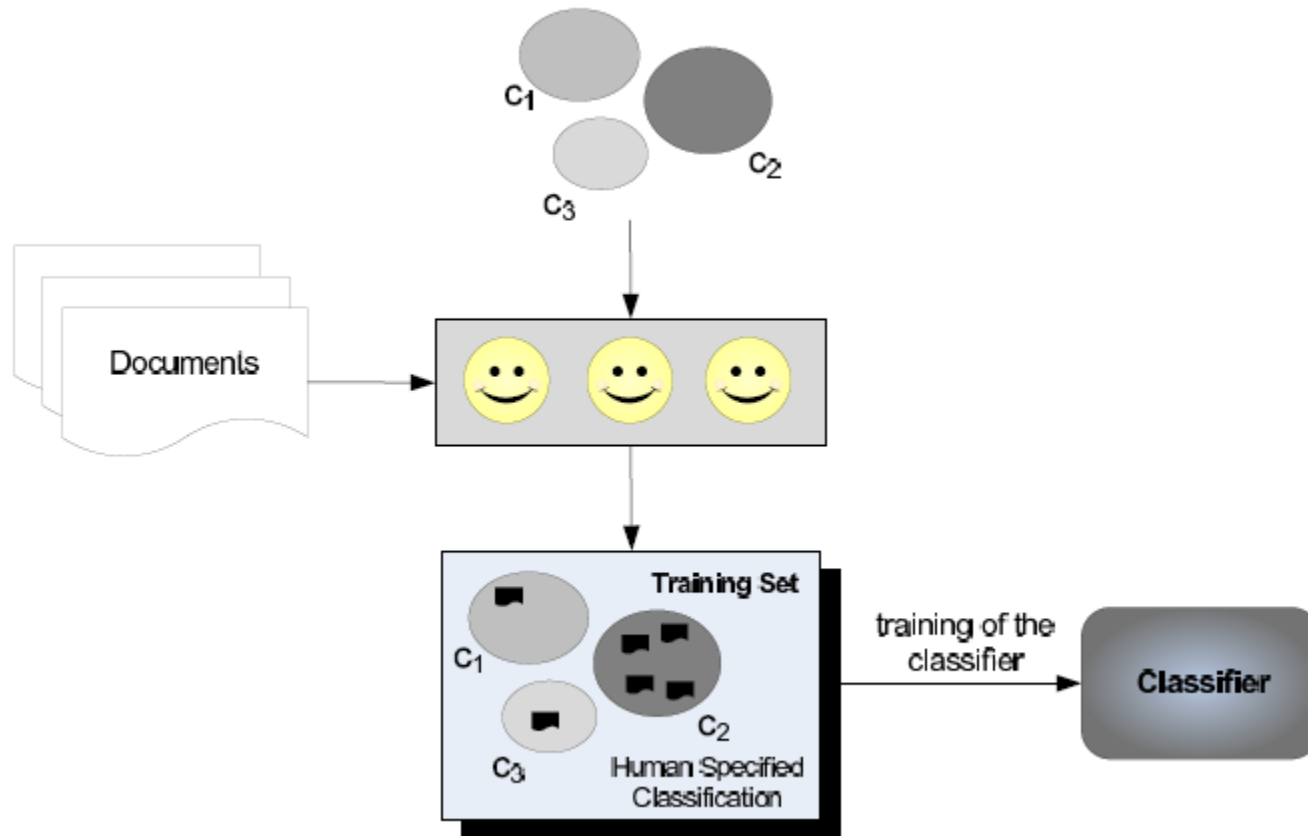 C1
C2
C3
Documents
Training Set
C1
C2
C3
Human Specified
Classification
training of the
classifier
Classifier